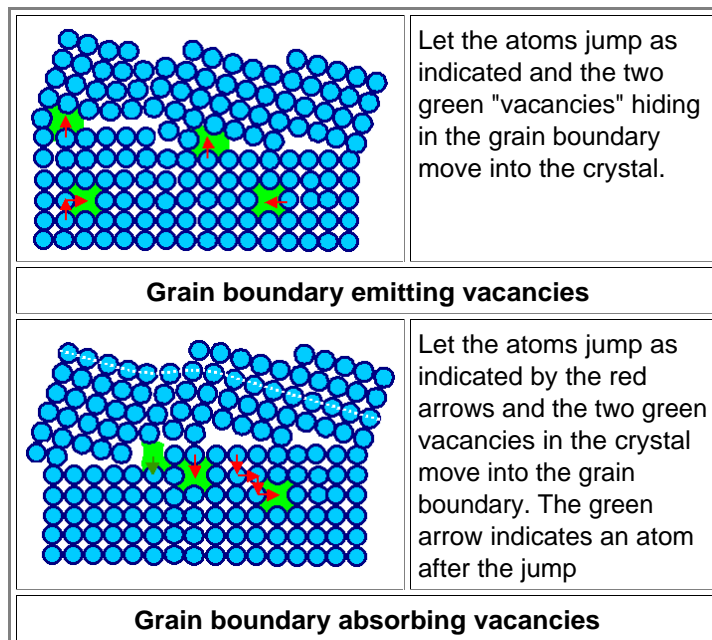 Let the atoms jump as
indicated and the two
green "vacancies" hiding
in the grain boundary
move into the crystal.
Grain boundary emitting vacancies
Let the atoms jump as
indicated by the red
arrows and the two green
vacancies in the crystal
move into the grain
boundary. The green
arrow indicates an atom
after the jump
Grain boundary absorbing vacancies